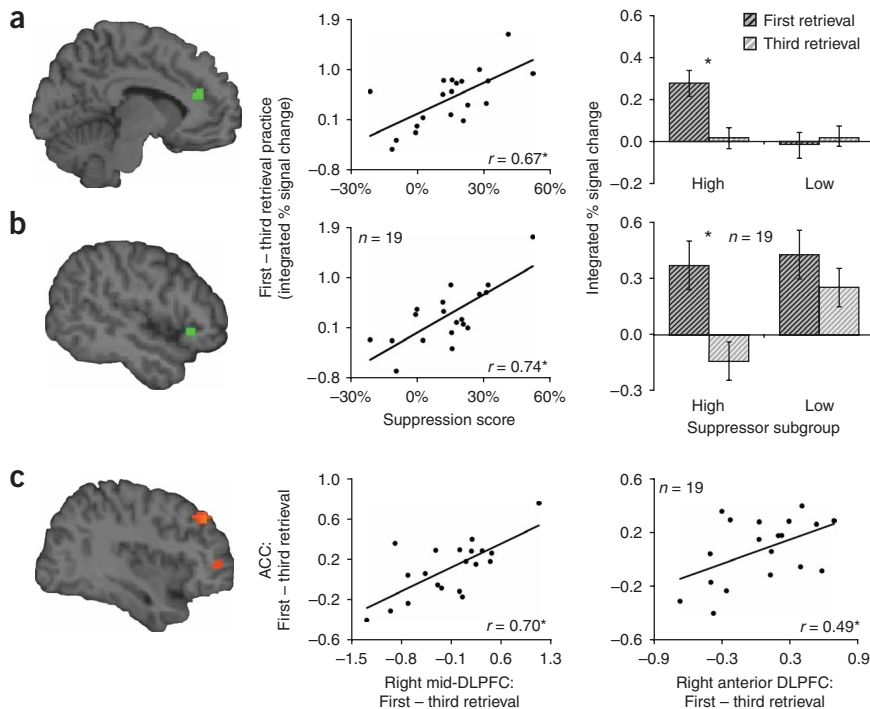 a
First – third retrieval practice
(integrated % signal change)
1.9
1.0
0.1
–0.8
–30%
0%
30%
60%
r = 0.67*
Integrated % signal change
0.6
0.4
0.2
0.0
–0.2
First retrieval
Third retrieval
*
High
Low
b
1.9
1.0
0.1
–0.8
n = 19
r = 0.74*
–30%
0%
30%
60%
Suppression score
0.6
0.3
0.0
–0.3
*
n = 19
High
Low
Suppressor subgroup
c
ACC:
First – third retrieval
1.0
0.6
0.2
–0.2
–0.6
r = 0.70*
–1.5
–0.8
–0.1
0.6
1.3
Right mid-DLPFC:
First – third retrieval
0.6
0.2
–0.2
–0.6
n = 19
r = 0.49*
–0.9
–0.3
0.3
0.9
Right anterior DLPFC:
First – third retrieval